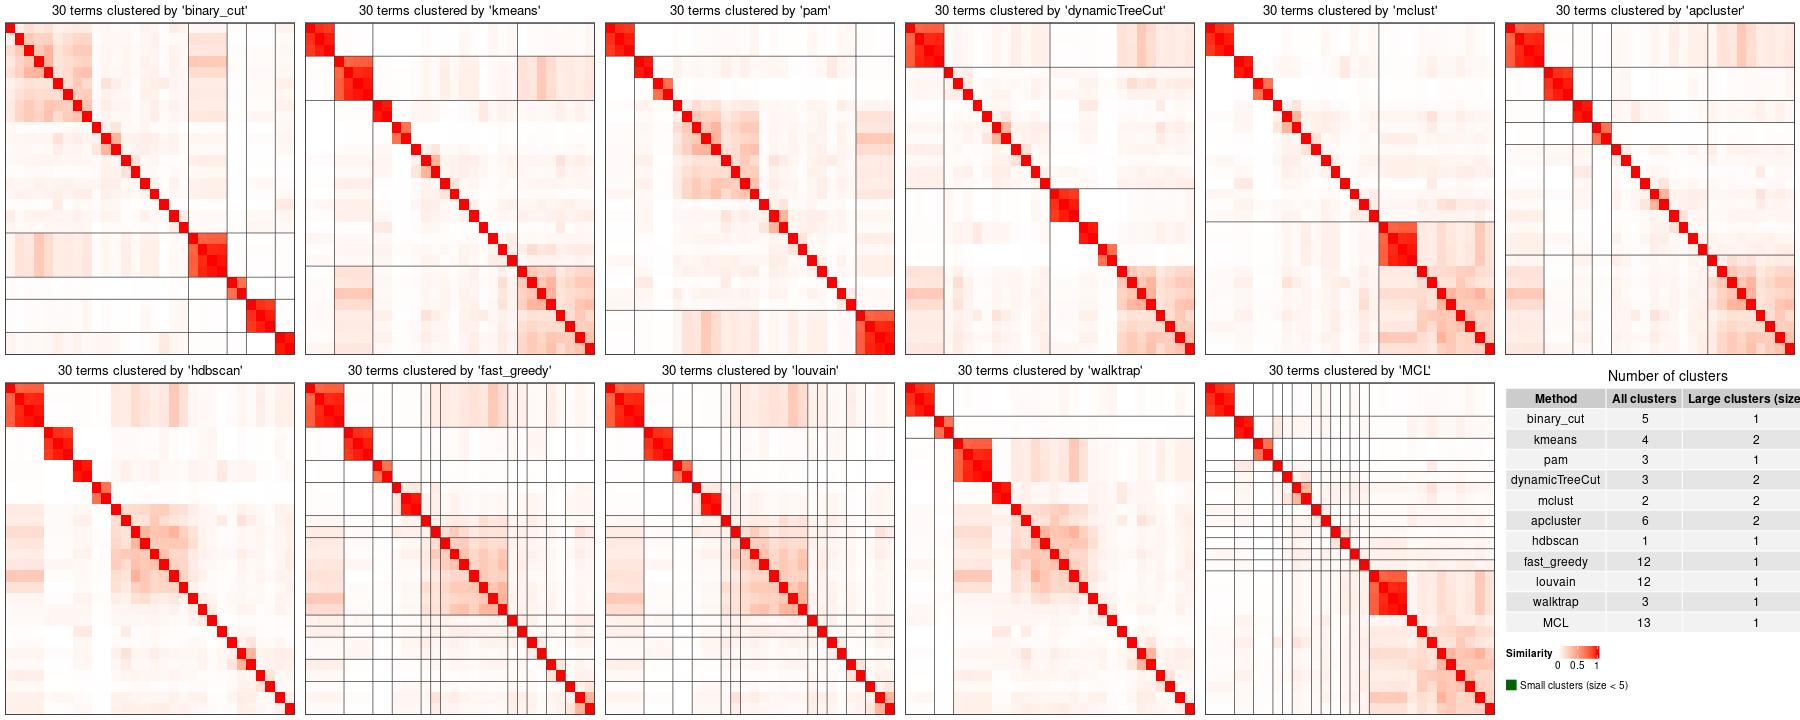 30 terms clustered by 'binary_cut'
30 terms clustered by 'kmeans'
30 terms clustered by 'pam'
30 terms clustered by 'dynamicTreeCut'
30 terms clustered by 'mclust'
30 terms clustered by 'apcluster'
30 terms clustered by 'hdbscan'
30 terms clustered by 'fast_greedy'
30 terms clustered by 'louvain'
30 terms clustered by 'walktrap'
30 terms clustered by 'MCL'
Number of clusters
Method All clusters Large clusters (size
binary_cut 5 1
kmeans 4 2
pam 3 1
dynamicTreeCut 3 2
mclust 2 2
apcluster 6 2
hdbscan 1 1
fast_greedy 12 1
louvain 12 1
walktrap 3 1
MCL 13 1
Similarity
0 0.5 1
Small clusters (size < 5)